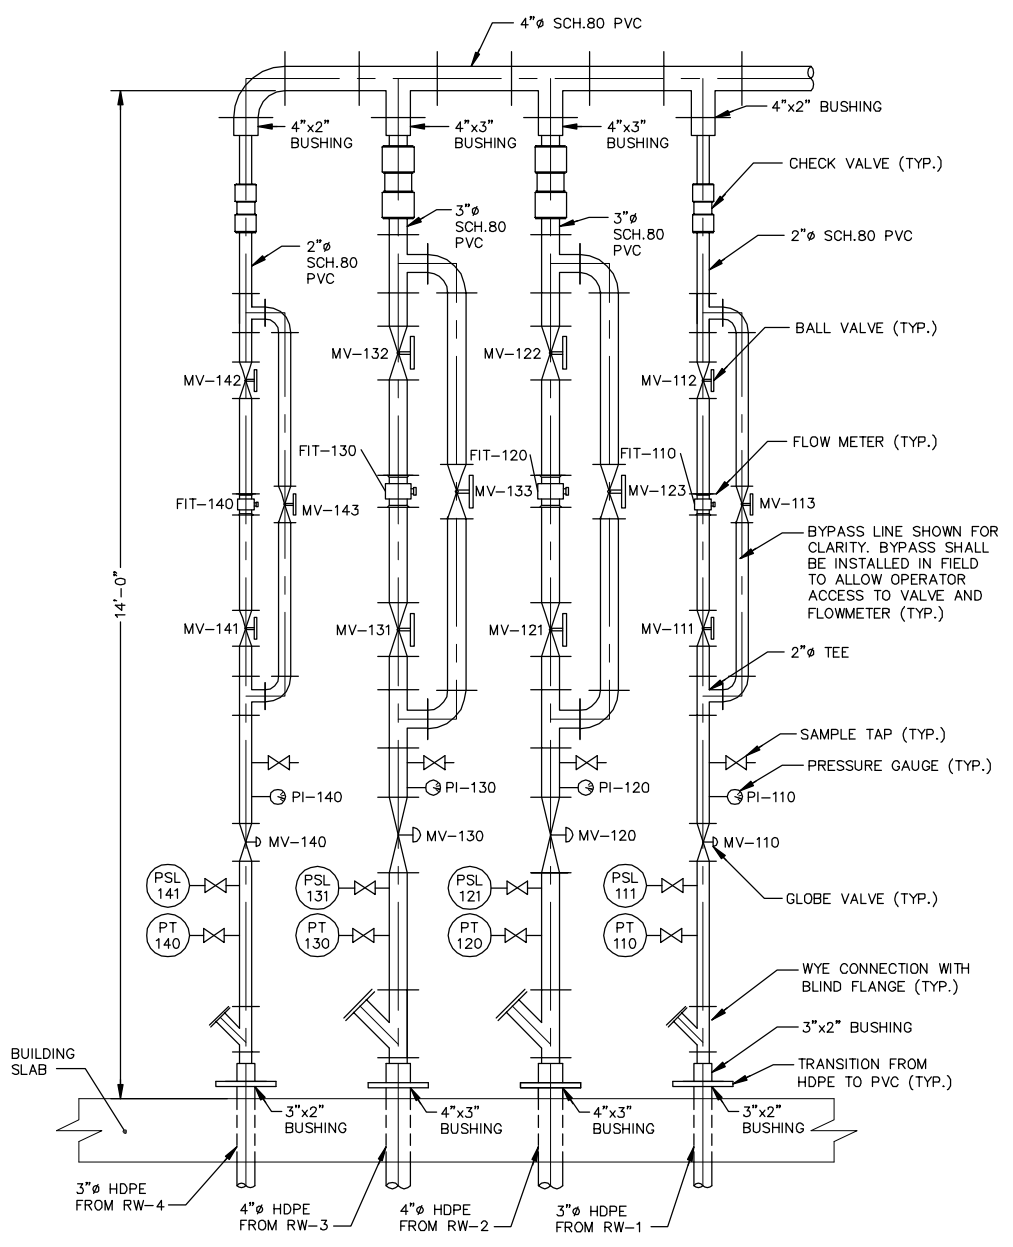 4"ø SCH.80 PVC
4"x2"
BUSHING
4"x3"
BUSHING
4"x3"
BUSHING
4"x2" BUSHING
CHECK VALVE (TYP.)
3"ø
SCH.80
PVC
3"ø
SCH.80
PVC
2"ø SCH.80 PVC
2"ø
SCH.80
PVC
BALL VALVE (TYP.)
MV-142
MV-132
MV-122
MV-112
FLOW METER (TYP.)
FIT-140
FIT-130
FIT-120
FIT-110
MV-143
MV-133
MV-123
MV-113
BYPASS LINE SHOWN FOR
CLARITY. BYPASS SHALL
BE INSTALLED IN FIELD
TO ALLOW OPERATOR
ACCESS TO VALVE AND
FLOWMETER (TYP.)
14'-0"
MV-141
MV-131
MV-121
MV-111
2"ø TEE
SAMPLE TAP (TYP.)
PRESSURE GAUGE (TYP.)
PI-140
PI-130
PI-120
PI-110
MV-140
MV-130
MV-120
MV-110
GLOBE VALVE (TYP.)
PSL
141
PSL
131
PSL
121
PSL
111
PT
140
PT
130
PT
120
PT
110
WYE CONNECTION WITH
BLIND FLANGE (TYP.)
3"x2" BUSHING
TRANSITION FROM
HDPE TO PVC (TYP.)
BUILDING
SLAB
3"x2"
BUSHING
4"x3"
BUSHING
4"x3"
BUSHING
3"x2"
BUSHING
3"ø HDPE
FROM RW-4
4"ø HDPE
FROM RW-3
4"ø HDPE
FROM RW-2
3"ø HDPE
FROM RW-1